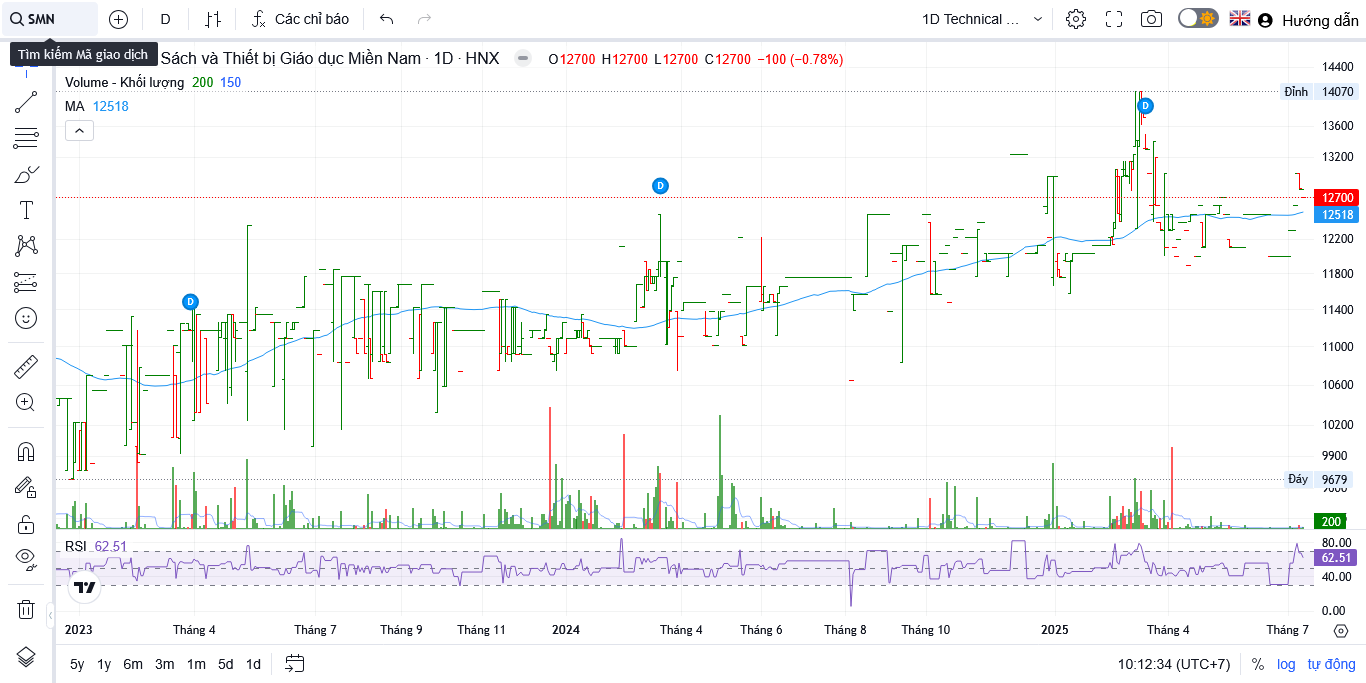 SMN D Các chỉ báo 1D Technical ... Hướng dẫn
Tìm kiếm Mã giao dịch
Sách và Thiết bị Giáo dục Miền Nam · 1D · HNX O12700 H12700 L12700 C12700 −100 (−0.78%)
Volume - Khối lượng 200 150
MA 12518
14400
Đỉnh 14070
D
13600
13200
D
12700
12518
12200
11800
D
11400
11000
10600
10200
9900
Đáy 9679
200
RSI 62.51
80.00
62.51
40.00
0.00
2023 Tháng 4 Tháng 7 Tháng 9 Tháng 11 2024 Tháng 4 Tháng 6 Tháng 8 Tháng 10 2025 Tháng 4 Tháng 7
5y 1y 6m 3m 1m 5d 1d 10:12:34 (UTC+7) % log tự động